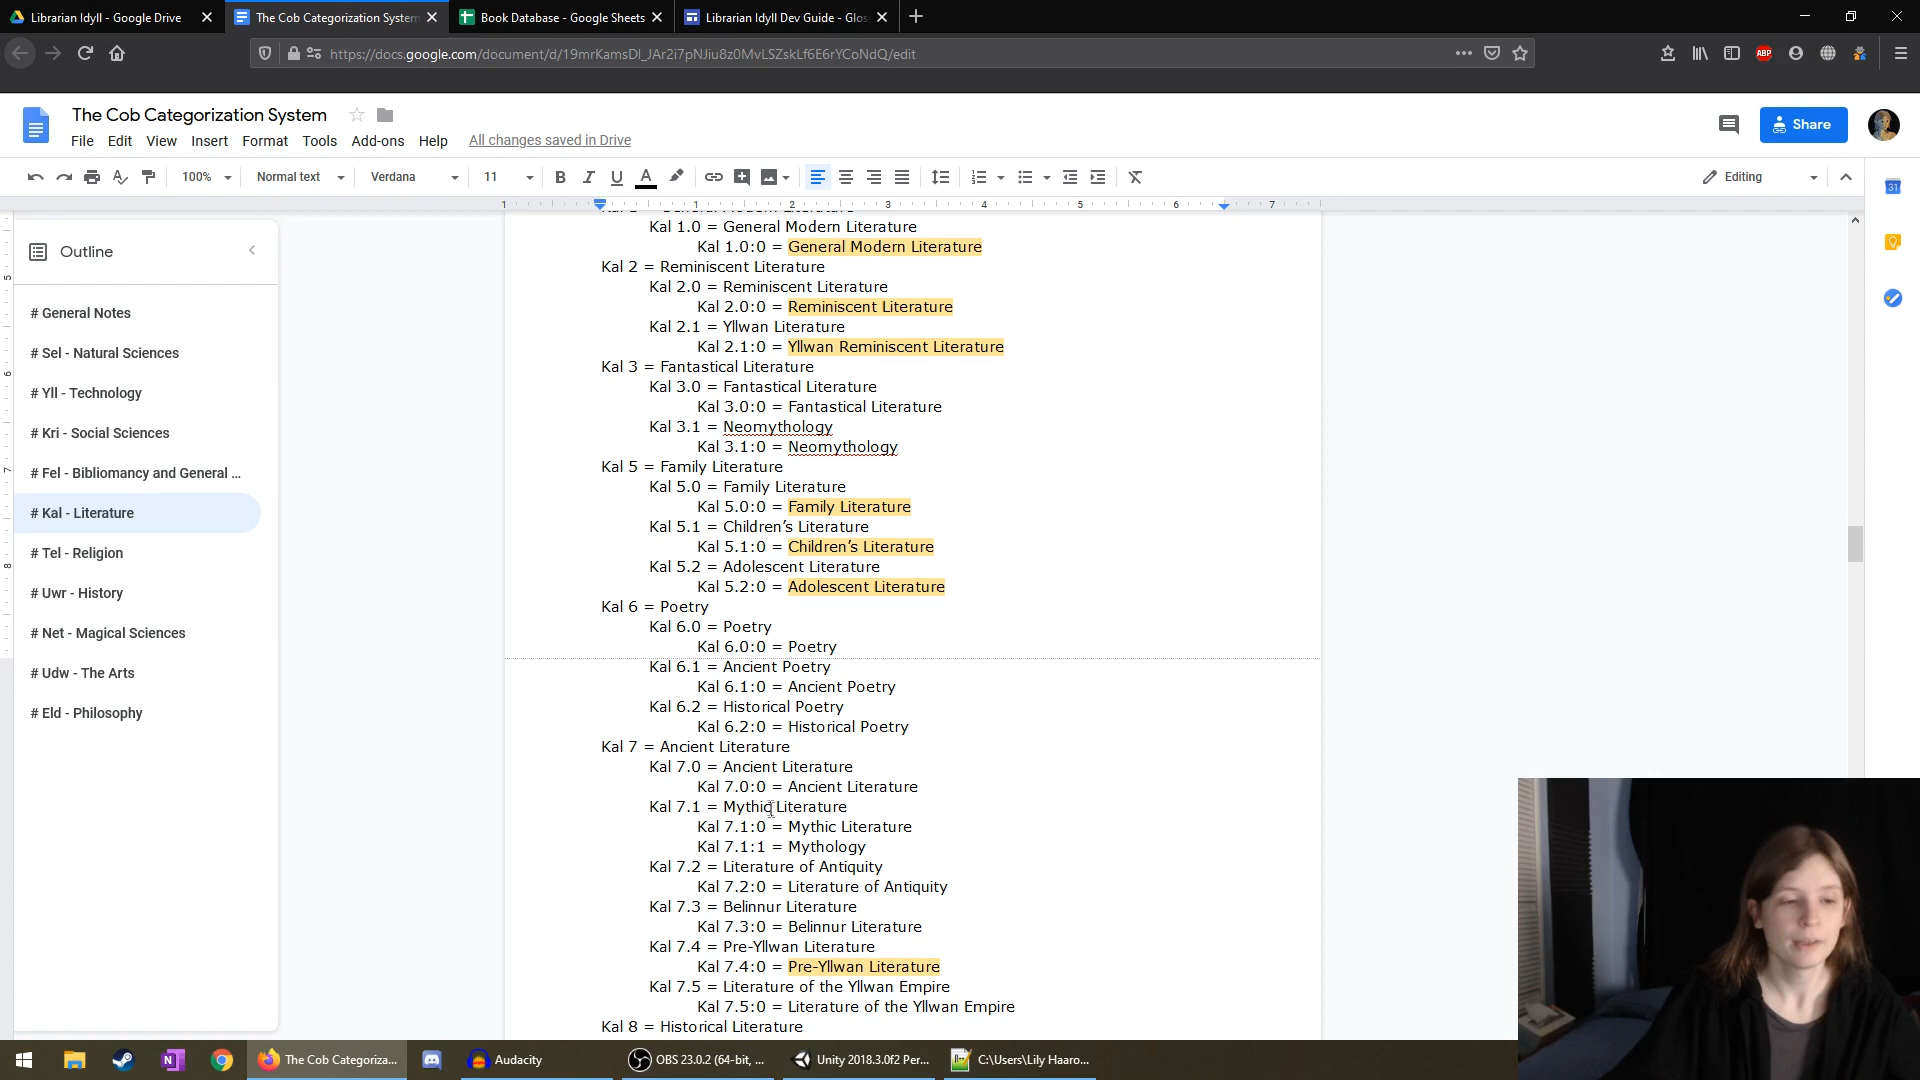 Librarian Idyll - Google Drive
The Cob Categorization System
Book Database - Google Sheets
Librarian Idyll Dev Guide - Glos
https://docs.google.com/document/d/19mrKamsDI_JAr2i7pNJiu8z0MvLSZskLf6E6rYCoNdQ/edit
ABP
The Cob Categorization System
File Edit View Insert Format Tools Add-ons Help All changes saved in Drive
Share
100% Normal text Verdana 11 Editing
31
1 1 2 3 4 5 6 7
Outline
# General Notes
# Sel - Natural Sciences
# Yll - Technology
# Kri - Social Sciences
# Fel - Bibliomancy and General ...
# Kal - Literature
# Tel - Religion
# Uwr - History
# Net - Magical Sciences
# Udw - The Arts
# Eld - Philosophy
5
6
7
8
Kal 1.0 = General Modern Literature
Kal 1.0:0 = General Modern Literature
Kal 2 = Reminiscent Literature
Kal 2.0 = Reminiscent Literature
Kal 2.0:0 = Reminiscent Literature
Kal 2.1 = Yllwan Literature
Kal 2.1:0 = Yllwan Reminiscent Literature
Kal 3 = Fantastical Literature
Kal 3.0 = Fantastical Literature
Kal 3.0:0 = Fantastical Literature
Kal 3.1 = Neomythology
Kal 3.1:0 = Neomythology
Kal 5 = Family Literature
Kal 5.0 = Family Literature
Kal 5.0:0 = Family Literature
Kal 5.1 = Children’s Literature
Kal 5.1:0 = Children’s Literature
Kal 5.2 = Adolescent Literature
Kal 5.2:0 = Adolescent Literature
Kal 6 = Poetry
Kal 6.0 = Poetry
Kal 6.0:0 = Poetry
Kal 6.1 = Ancient Poetry
Kal 6.1:0 = Ancient Poetry
Kal 6.2 = Historical Poetry
Kal 6.2:0 = Historical Poetry
Kal 7 = Ancient Literature
Kal 7.0 = Ancient Literature
Kal 7.0:0 = Ancient Literature
Kal 7.1 = Mythic Literature
Kal 7.1:0 = Mythic Literature
Kal 7.1:1 = Mythology
Kal 7.2 = Literature of Antiquity
Kal 7.2:0 = Literature of Antiquity
Kal 7.3 = Belinnur Literature
Kal 7.3:0 = Belinnur Literature
Kal 7.4 = Pre-Yllwan Literature
Kal 7.4:0 = Pre-Yllwan Literature
Kal 7.5 = Literature of the Yllwan Empire
Kal 7.5:0 = Literature of the Yllwan Empire
Kal 8 = Historical Literature
The Cob Categoriza...
Audacity
OBS 23.0.2 (64-bit, ...
Unity 2018.3.0f2 Per...
C:\Users\Lily Haaro...